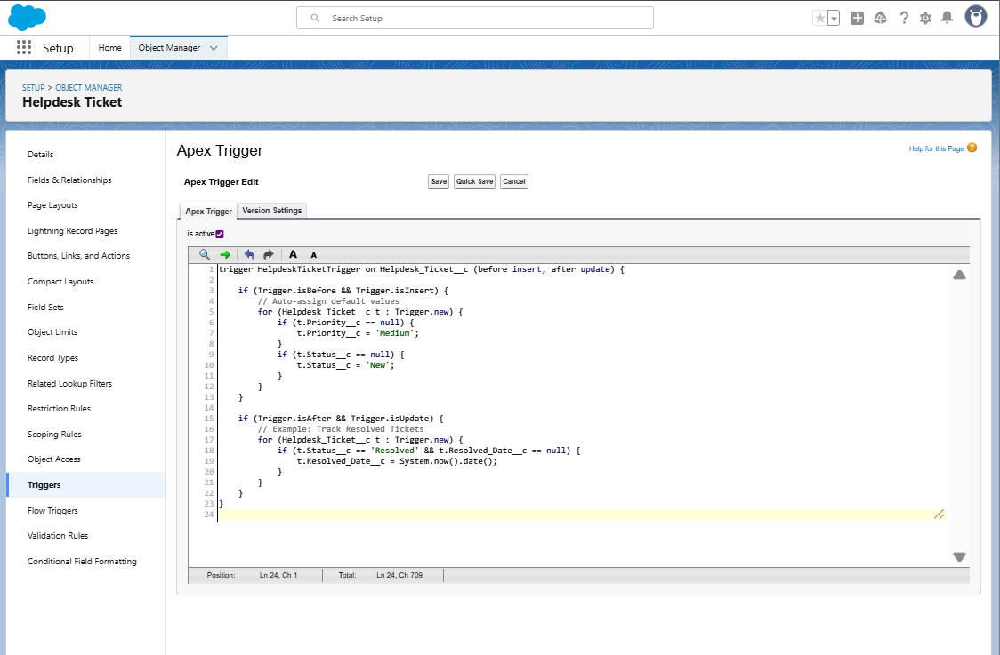 Search Setup
Setup
Home
Object Manager
SETUP > OBJECT MANAGER
Helpdesk Ticket
Details
Fields & Relationships
Page Layouts
Lightning Record Pages
Buttons, Links, and Actions
Compact Layouts
Field Sets
Object Limits
Record Types
Related Lookup Filters
Restriction Rules
Scoping Rules
Object Access
Triggers
Flow Triggers
Validation Rules
Conditional Field Formatting
Apex Trigger
Help for this Page ?
Apex Trigger Edit
Save Quick Save Cancel
Apex Trigger Version Settings
is active
A A
1 trigger HelpdeskTicketTrigger on Helpdesk_Ticket__c (before insert, after update) {
2
3     if (Trigger.isBefore && Trigger.isInsert) {
4         // Auto-assign default values
5         for (Helpdesk_Ticket__c t : Trigger.new) {
6             if (t.Priority__c == null) {
7                 t.Priority__c = 'Medium';
8             }
9             if (t.Status__c == null) {
10                 t.Status__c = 'New';
11             }
12         }
13     }
14
15     if (Trigger.isAfter && Trigger.isUpdate) {
16         // Example: Track Resolved Tickets
17         for (Helpdesk_Ticket__c t : Trigger.new) {
18             if (t.Status__c == 'Resolved' && t.Resolved_Date__c == null) {
19                 t.Resolved_Date__c = System.now().date();
20             }
21         }
22     }
23 }
24
Position: Ln 24, Ch 1 Total: Ln 24, Ch 709